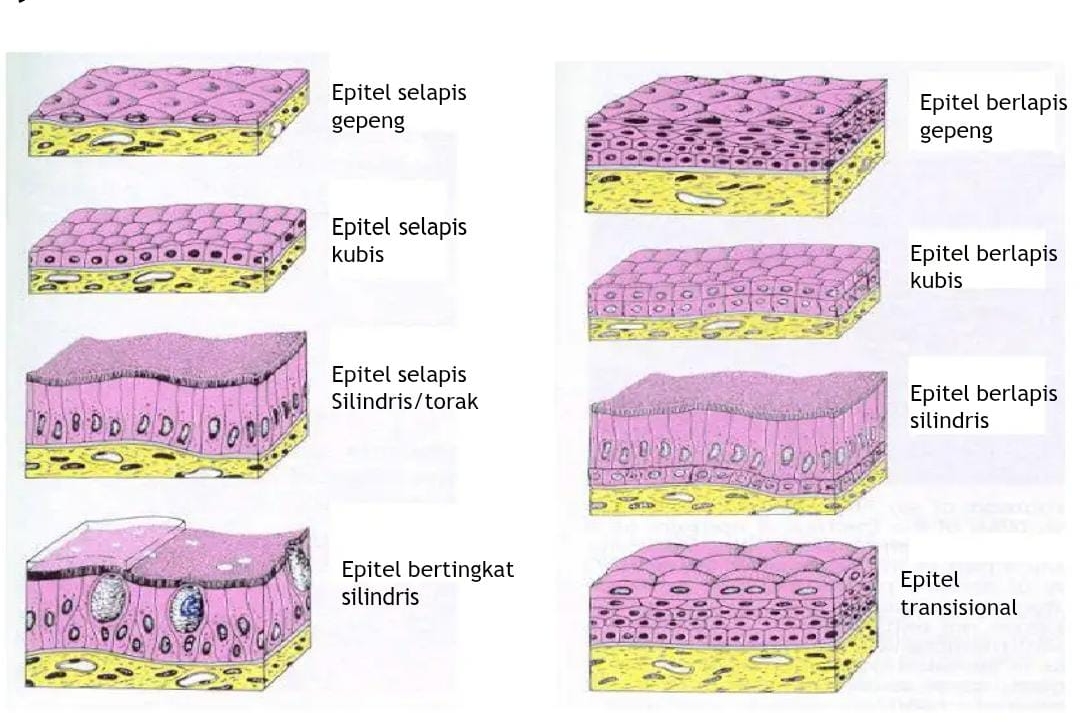 Epitel selapis
gepeng
Epitel selapis
kubis
Epitel selapis
Silindris/torak
Epitel bertingkat
silindris
Epitel berlapis
gepeng
Epitel berlapis
kubis
Epitel berlapis
silindris
Epitel
transisional